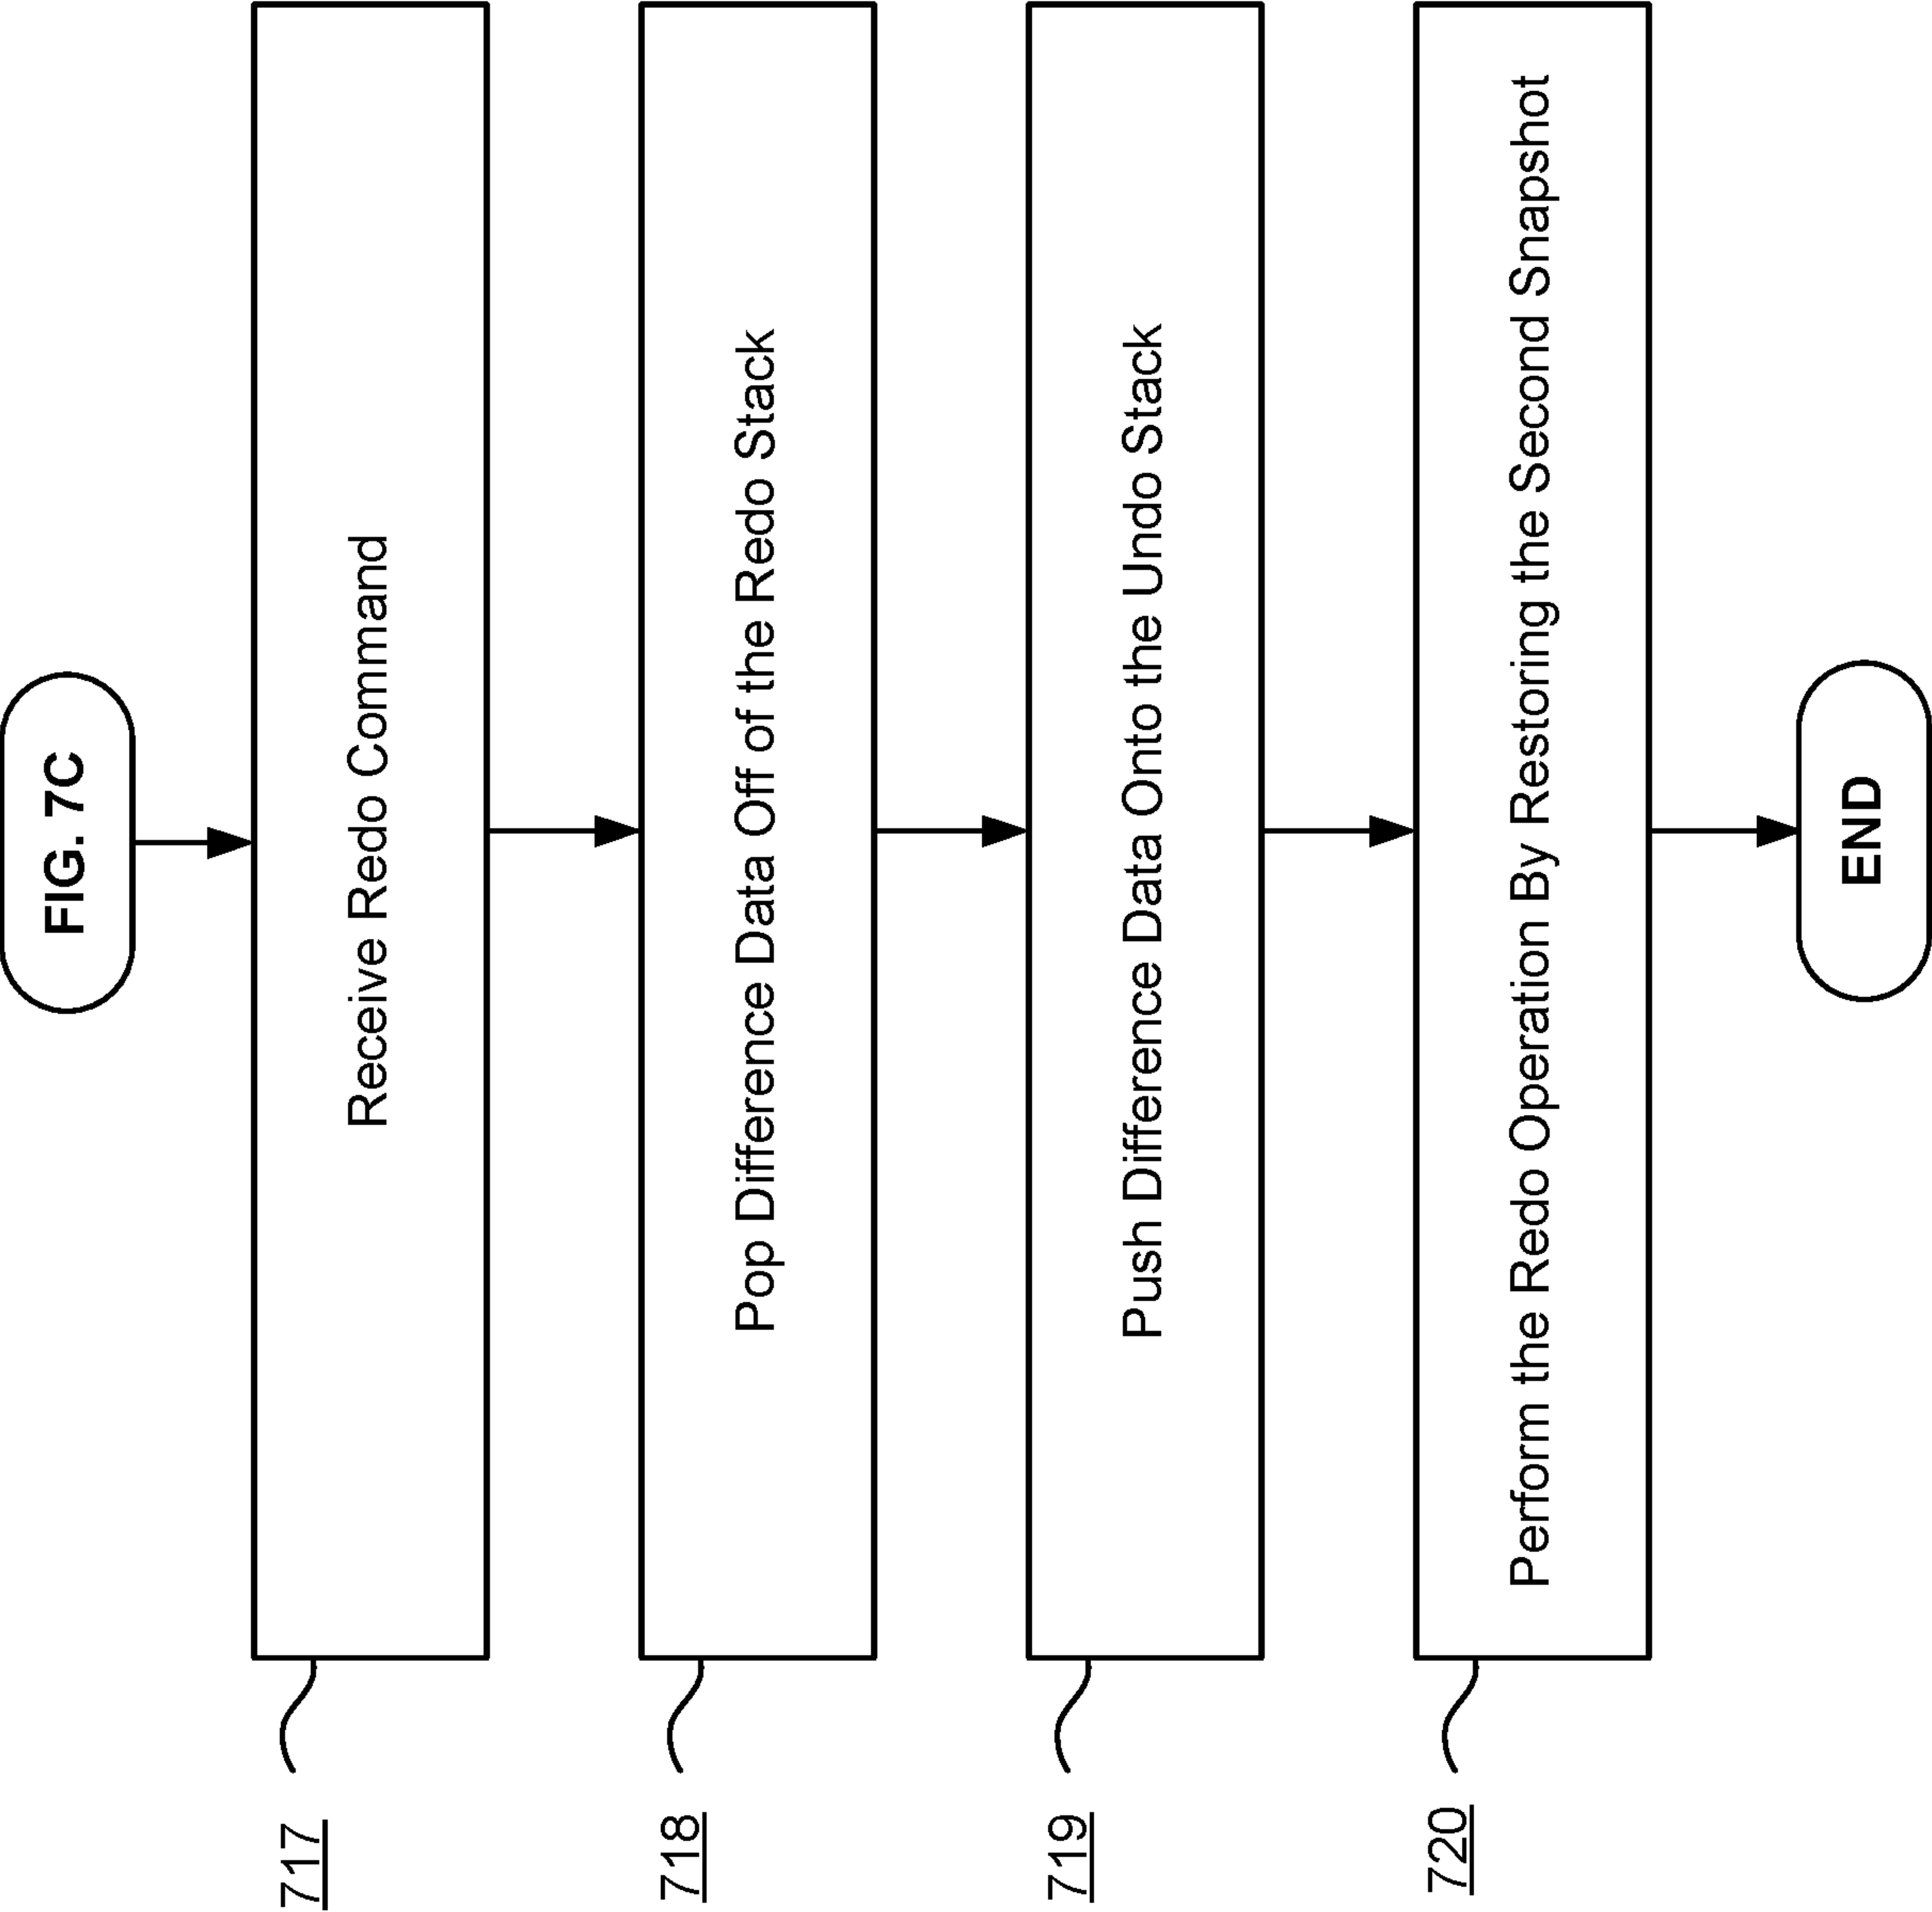 FIG. 7C
717
Receive Redo Command
718
Pop Difference Data Off of the Redo Stack
719
Push Difference Data Onto the Undo Stack
720
Perform the Redo Operation By Restoring the Second Snapshot
END